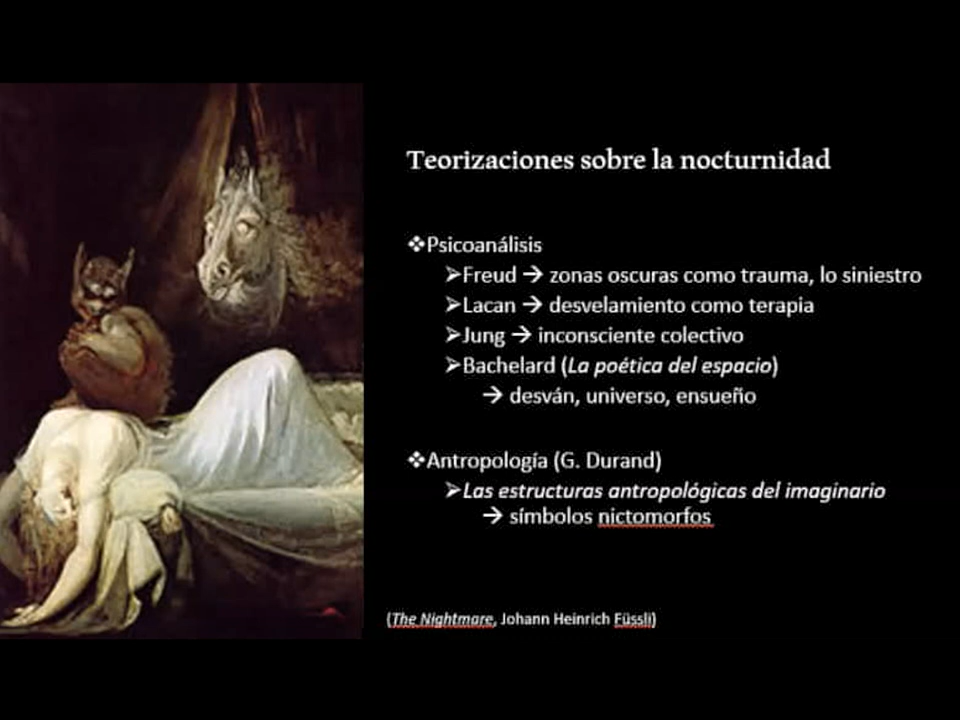 Teorizaciones sobre la nocturnidad
❖Psicoanálisis
➢Freud → zonas oscuras como trauma, lo siniestro
➢Lacan → desvelamiento como terapia
➢Jung → inconsciente colectivo
➢Bachelard (La poética del espacio)
→ desván, universo, ensueño
❖Antropología (G. Durand)
➢Las estructuras antropológicas del imaginario
→ símbolos nictomorfos
(The Nightmare, Johann Heinrich Füssli)